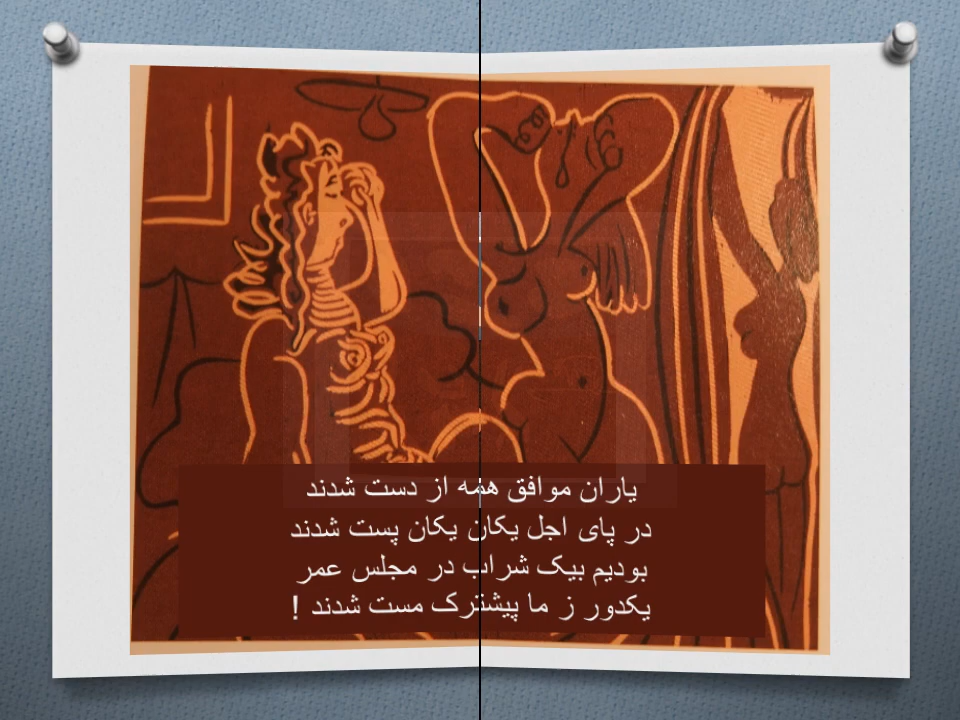 یاران موافق همه از دست شدند
در پای اجل یکان یکان پست شدند
بودیم بیک شراب در مجلس عمر
یکدور ز ما پیشترک مست شدند !